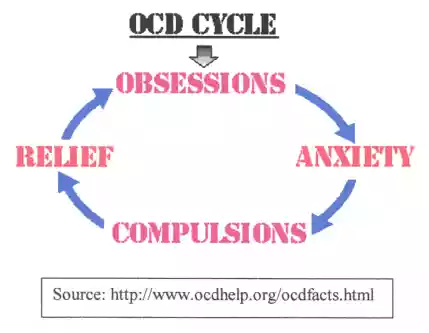 OCD CYCLE
OBSESSIONS
RELIEF
ANXIETY
COMPULSIONS
Source: http://www.ocdhelp.org/ocdfacts.html